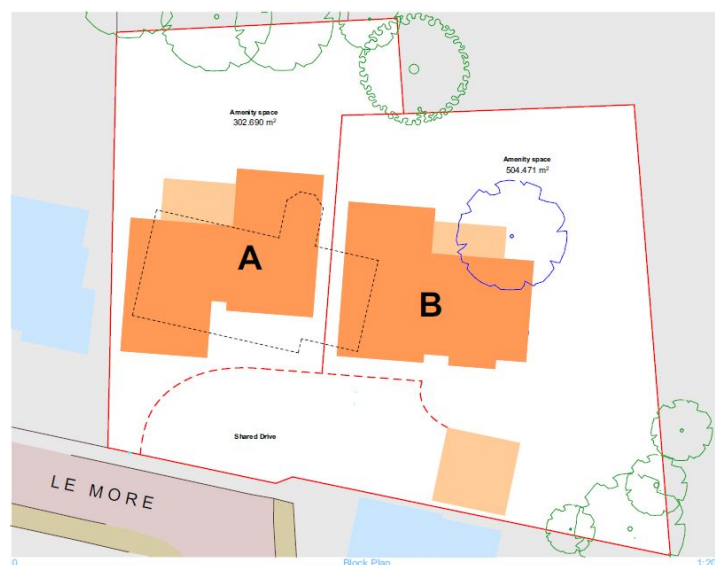 Amenity space
302.690 m²
Amenity space
504.471 m²
A
B
Shared Drive
LE MORE
0
Block Plan
1:20